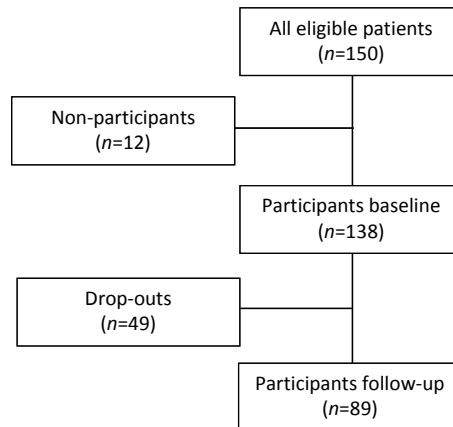 All eligible patients
(n=150)
Non-participants
(n=12)
Participants baseline
(n=138)
Drop-outs
(n=49)
Participants follow-up
(n=89)